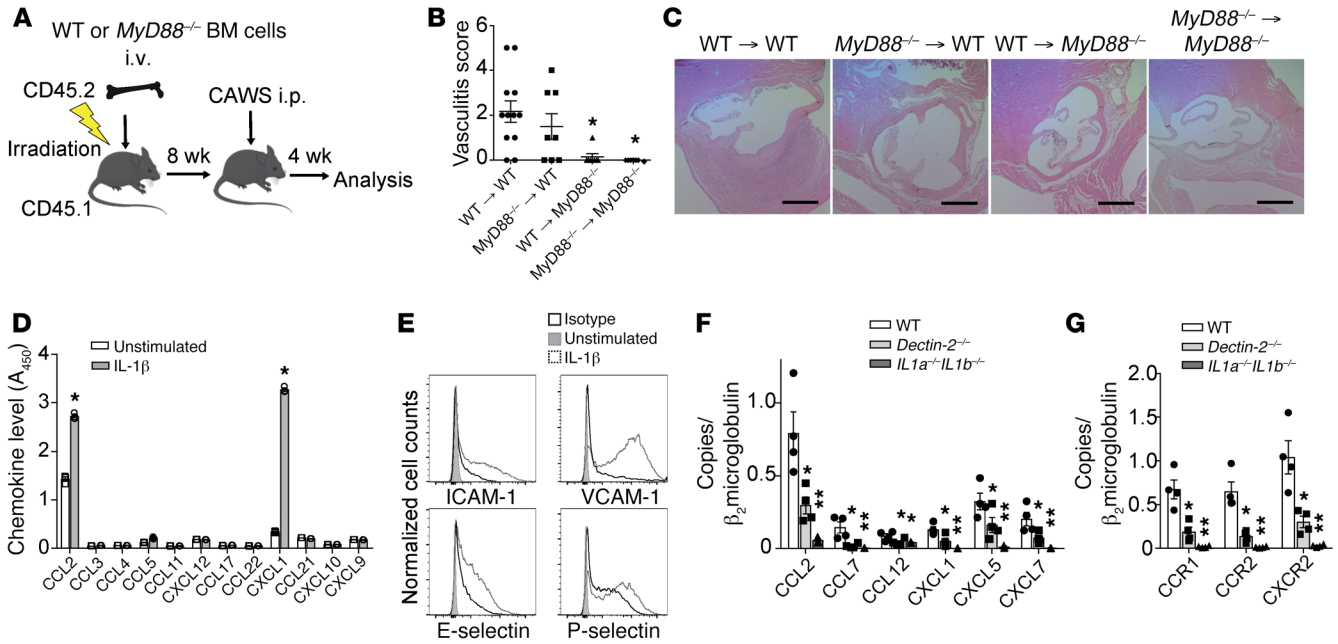 A
WT or MyD88–/– BM cells
i.v.
CD45.2
CAWS i.p.
Irradiation
8 wk
4 wk
Analysis
CD45.1
B
Vasculitis score
6
4
2
0
*
*
WT → WT
MyD88–/– → WT
WT → MyD88–/–
MyD88–/– → MyD88–/–
C
WT → WT
MyD88–/– → WT
WT → MyD88–/–
MyD88–/– →
MyD88–/–
D
Unstimulated
IL-1β
Chemokine level (A450)
4
3
2
1
0
*
*
CCL2
CCL3
CCL4
CCL5
CCL11
CXCL12
CCL17
CCL22
CXCL1
CCL21
CXCL10
CXCL9
E
Isotype
Unstimulated
IL-1β
Normalized cell counts
ICAM-1
VCAM-1
E-selectin
P-selectin
F
WT
Dectin-2–/–
IL1a–/–IL1b–/–
Copies/
β2microglobulin
1.0
0.5
0
*
**
*
**
*
*
*
**
*
**
*
**
CCL2
CCL7
CCL12
CXCL1
CXCL5
CXCL7
G
WT
Dectin-2–/–
IL1a–/–IL1b–/–
Copies/
β2microglobulin
2.0
1.5
1.0
0.5
0
*
**
*
**
*
**
CCR1
CCR2
CXCR2